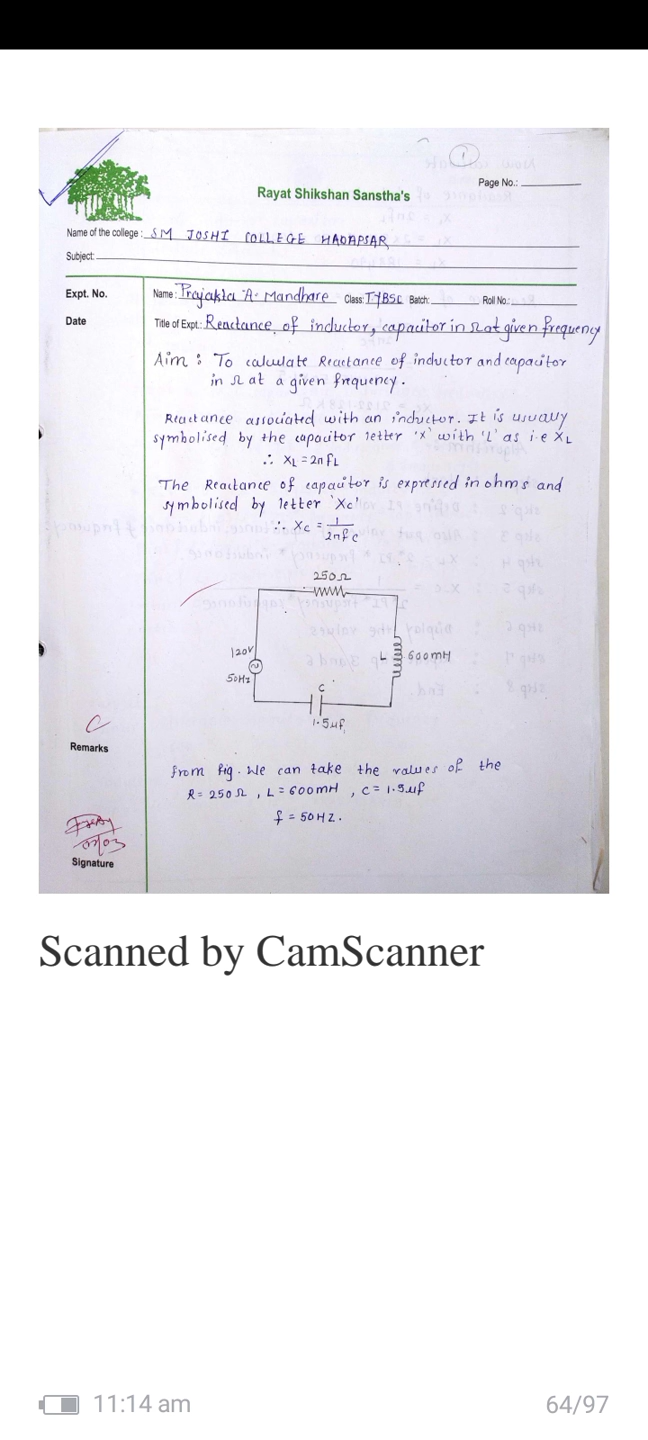 1
Page No.:
Rayat Shikshan Sanstha's
Name of the college: SM JOSHI COLLEGE HADAPSAR
Subject:
Expt. No.
Name: Prajakta A. Mandhare Class: TYBSC Batch: Roll No.:
Date
Title of Expt: Reactance of inductor, capacitor in Ω at given frequency
Aim : To calculate Reactance of inductor and capacitor
in Ω at a given frequency.
Reactance associated with an inductor. It is usually
symbolised by the capacitor letter 'X' with 'L' as i.e XL
∴ XL = 2πfL
The Reactance of capacitor is expressed in ohms and
symbolised by letter 'Xc'
∴ Xc = 1/2πfc
250Ω
120V
50Hz
L 600mH
C
1.5μf
C
Remarks
From fig. We can take the values of the
R= 250Ω , L= 600mH , C= 1.5μf
f = 50HZ.
Signature
Scanned by CamScanner
11:14 am
64/97